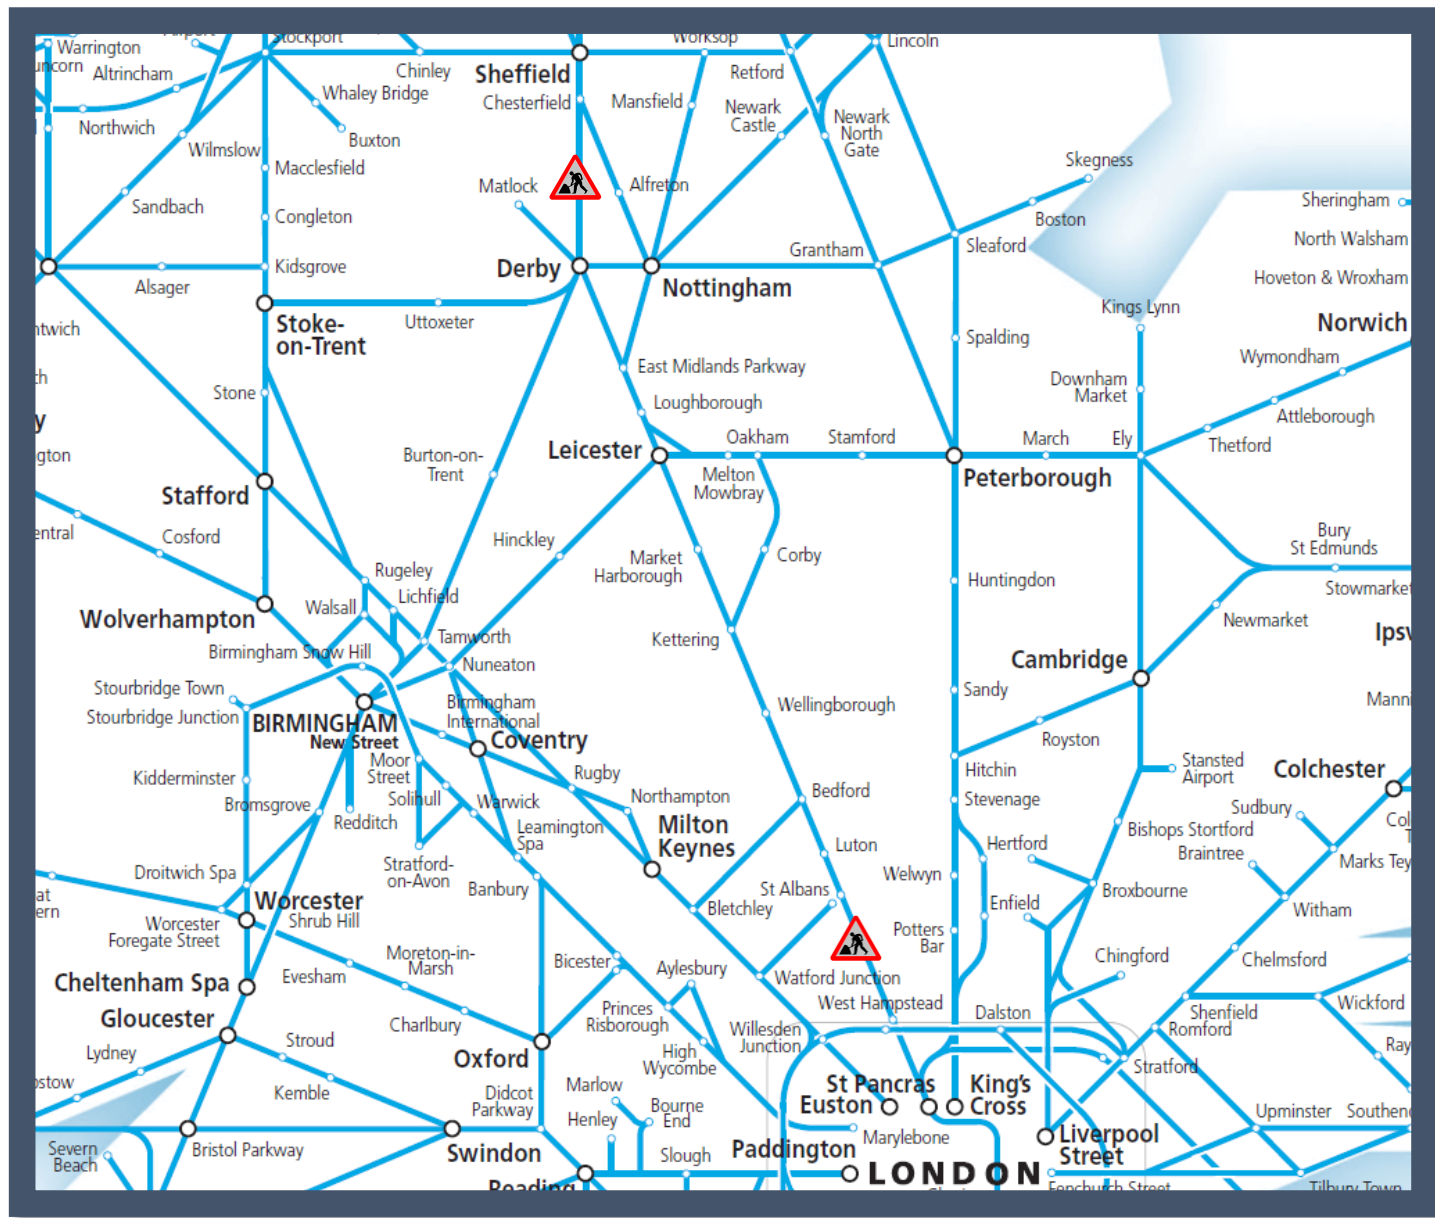 Stockport
Worksop
Lincoln
Warrington
Altrincham
Chinley
Sheffield
Retford
Whaley Bridge
Chesterfield
Mansfield
Newark
Castle
Newark
North
Gate
Northwich
Wilmslow
Buxton
Macclesfield
Matlock
Alfreton
Skegness
Sandbach
Congleton
Boston
Sheringham
Sleaford
Grantham
North Walsham
Alsager
Kidsgrove
Derby
Nottingham
Hoveton & Wroxham
Stoke-
on-Trent
Uttoxeter
Kings Lynn
Norwich
Spalding
Wymondham
East Midlands Parkway
Downham
Market
Stone
Loughborough
Attleborough
Leicester
Oakham
Stamford
March
Ely
Thetford
Burton-on-
Trent
Melton
Mowbray
Peterborough
Stafford
Cosford
Hinckley
Market
Harborough
Corby
Bury
St Edmunds
Rugeley
Huntingdon
Stowmarket
Walsall
Lichfield
Wolverhampton
Newmarket
Tamworth
Kettering
Birmingham Snow Hill
Nuneaton
Cambridge
Stourbridge Town
Stourbridge Junction
Birmingham
International
Sandy
Wellingborough
BIRMINGHAM
New Street
Coventry
Royston
Moor
Street
Rugby
Hitchin
Stansted
Airport
Colchester
Kidderminster
Bromsgrove
Solihull
Warwick
Northampton
Bedford
Stevenage
Sudbury
Redditch
Leamington
Spa
Milton
Keynes
Luton
Hertford
Bishops Stortford
Braintree
Marks Tey
Droitwich Spa
Stratford-
on-Avon
Banbury
St Albans
Welwyn
Bletchley
Enfield
Broxbourne
Witham
Worcester
Shrub Hill
Worcester
Foregate Street
Potters
Bar
Moreton-in-
Marsh
Evesham
Bicester
Aylesbury
Watford Junction
Chingford
Chelmsford
Cheltenham Spa
West Hampstead
Wickford
Gloucester
Charlbury
Princes
Risborough
Willesden
Junction
Dalston
Shenfield
Romford
Stroud
Lydney
Oxford
High
Wycombe
Stratford
Kemble
Didcot
Parkway
Marlow
Henley
Bourne
End
St Pancras
Euston
King's
Cross
Upminster
Severn
Beach
Bristol Parkway
Swindon
Slough
Paddington
Marylebone
Liverpool
Street
LONDON
Reading
Fenchurch Street
Tilbury Town